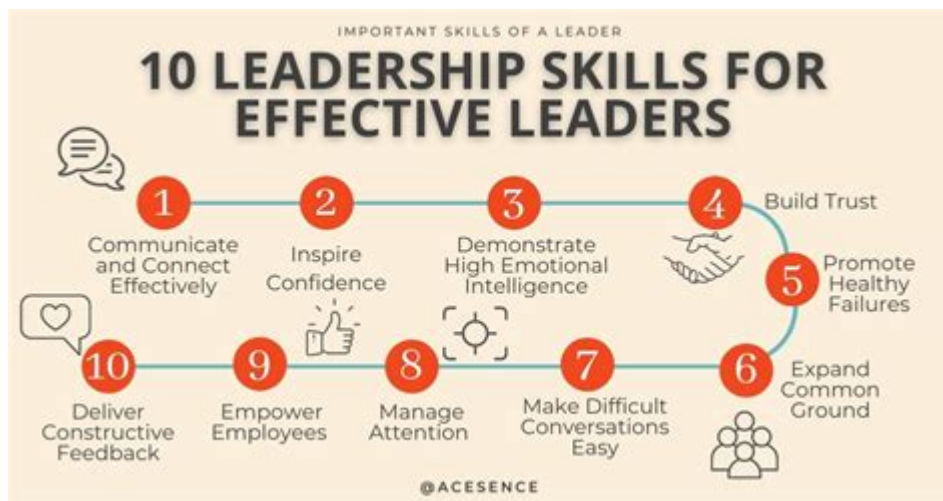 IMPORTANT SKILLS OF A LEADER
10 LEADERSHIP SKILLS FOR
EFFECTIVE LEADERS
1
Communicate
and Connect
Effectively
2
Inspire
Confidence
3
Demonstrate
High Emotional
Intelligence
4
Build Trust
5
Promote
Healthy
Failures
6
Expand
Common
Ground
7
Make Difficult
Conversations
Easy
8
Manage
Attention
9
Empower
Employees
10
Deliver
Constructive
Feedback
@ACESENCE